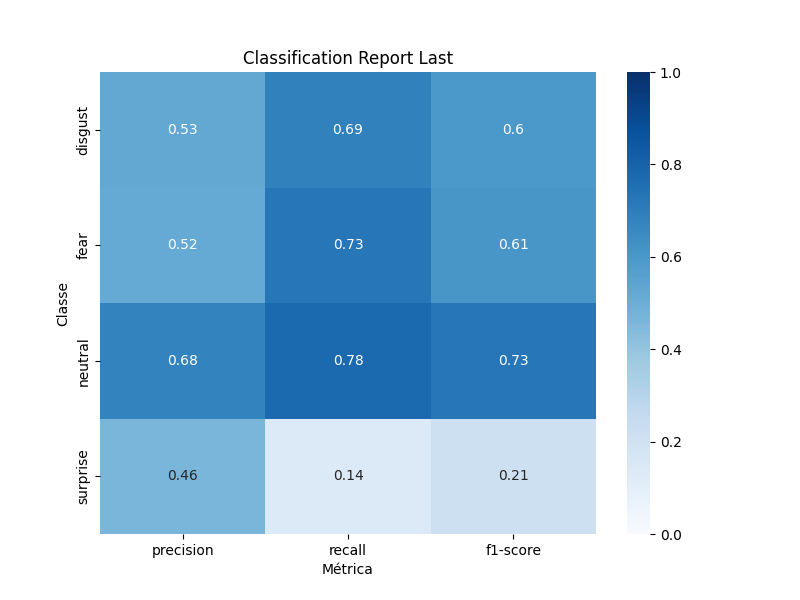 Classification Report Last
Classe
disgust
0.53 0.69 0.6
fear
0.52 0.73 0.61
neutral
0.68 0.78 0.73
surprise
0.46 0.14 0.21
precision recall f1-score
Métrica
1.0
0.8
0.6
0.4
0.2
0.0